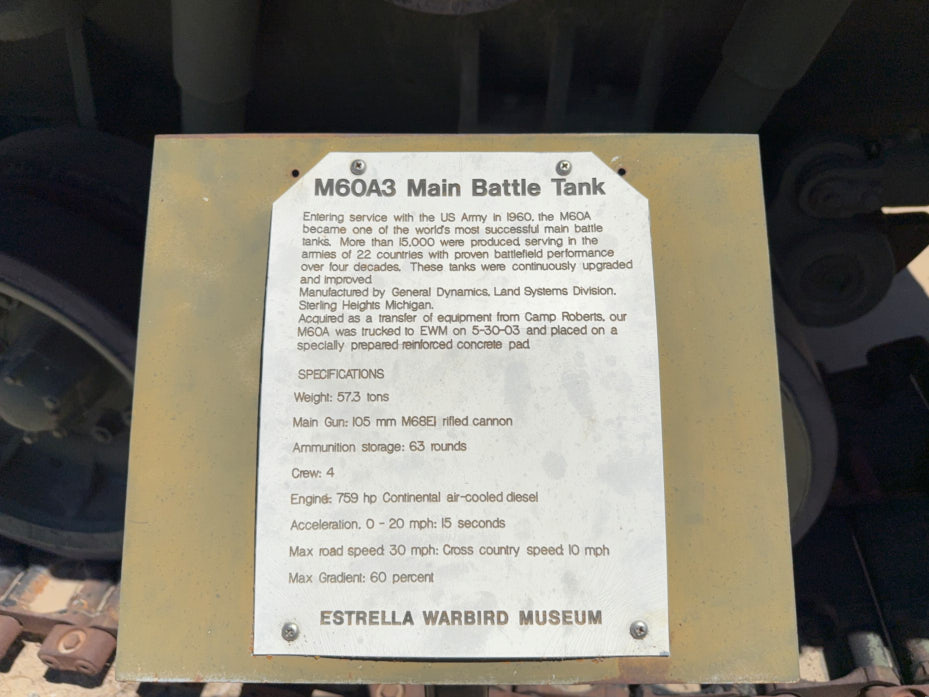 M60A3 Main Battle Tank
Entering service with the US Army in 1960, the M60A
became one of the world's most successful main battle
tanks. More than 15,000 were produced, serving in the
armies of 22 countries with proven battlefield performance
over four decades. These tanks were continuously upgraded
and improved.
Manufactured by General Dynamics, Land Systems Division,
Sterling Heights Michigan.
Acquired as a transfer of equipment from Camp Roberts, our
M60A was trucked to EWM on 5-30-03 and placed on a
specially prepared reinforced concrete pad.
SPECIFICATIONS
Weight: 57.3 tons
Main Gun: 105 mm M68E1 rifled cannon
Ammunition storage: 63 rounds
Crew: 4
Engine: 759 hp Continental air-cooled diesel
Acceleration, 0 - 20 mph: 15 seconds
Max road speed: 30 mph: Cross country speed: 10 mph
Max Gradient: 60 percent
ESTRELLA WARBIRD MUSEUM